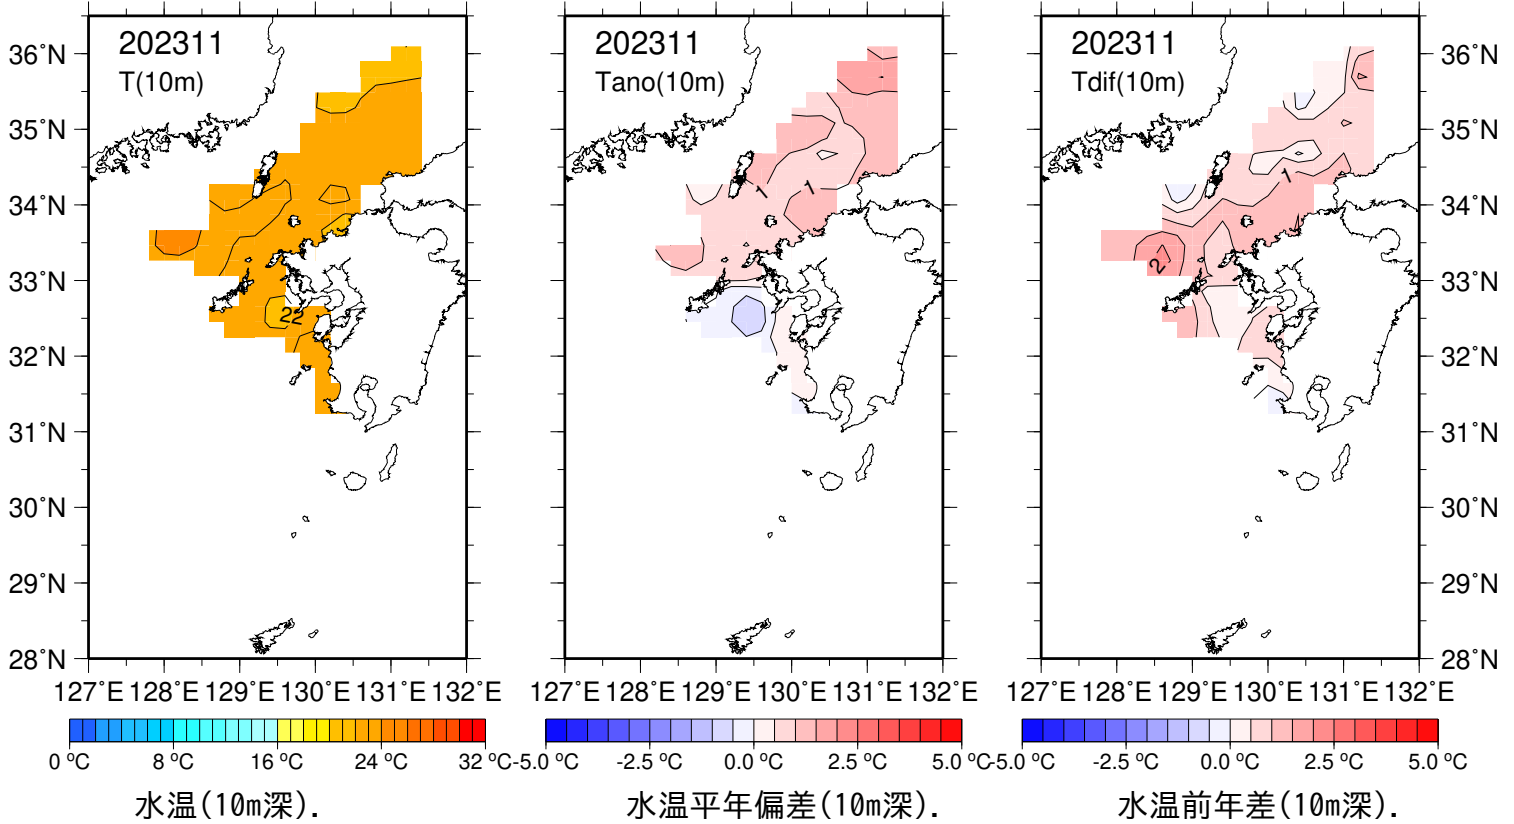 202311
T(10m)
36°N
35°N
34°N
33°N
32°N
31°N
30°N
29°N
28°N
22
127°E 128°E 129°E 130°E 131°E 132°E
0 °C 8 °C 16 °C 24 °C 32 °C
水温(10m深).
202311
Tano(10m)
1
1
127°E 128°E 129°E 130°E 131°E 132°E
-5.0 °C -2.5 °C 0.0 °C 2.5 °C 5.0 °C
水温平年偏差(10m深).
202311
Tdif(10m)
1
2
36°N
35°N
34°N
33°N
32°N
31°N
30°N
29°N
28°N
127°E 128°E 129°E 130°E 131°E 132°E
-5.0 °C -2.5 °C 0.0 °C 2.5 °C 5.0 °C
水温前年差(10m深).